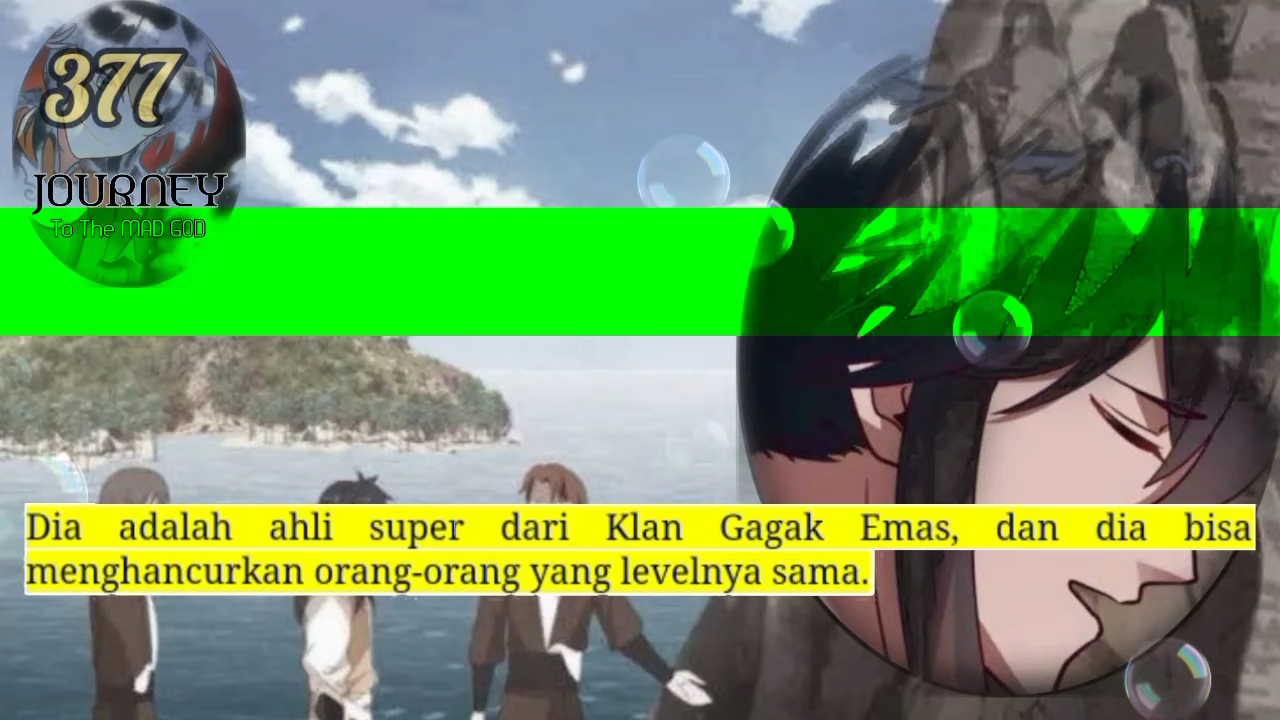 377
JOURNEY
To The MAD GOD
Dia adalah ahli super dari Klan Gagak Emas, dan dia bisa
menghancurkan orang-orang yang levelnya sama.